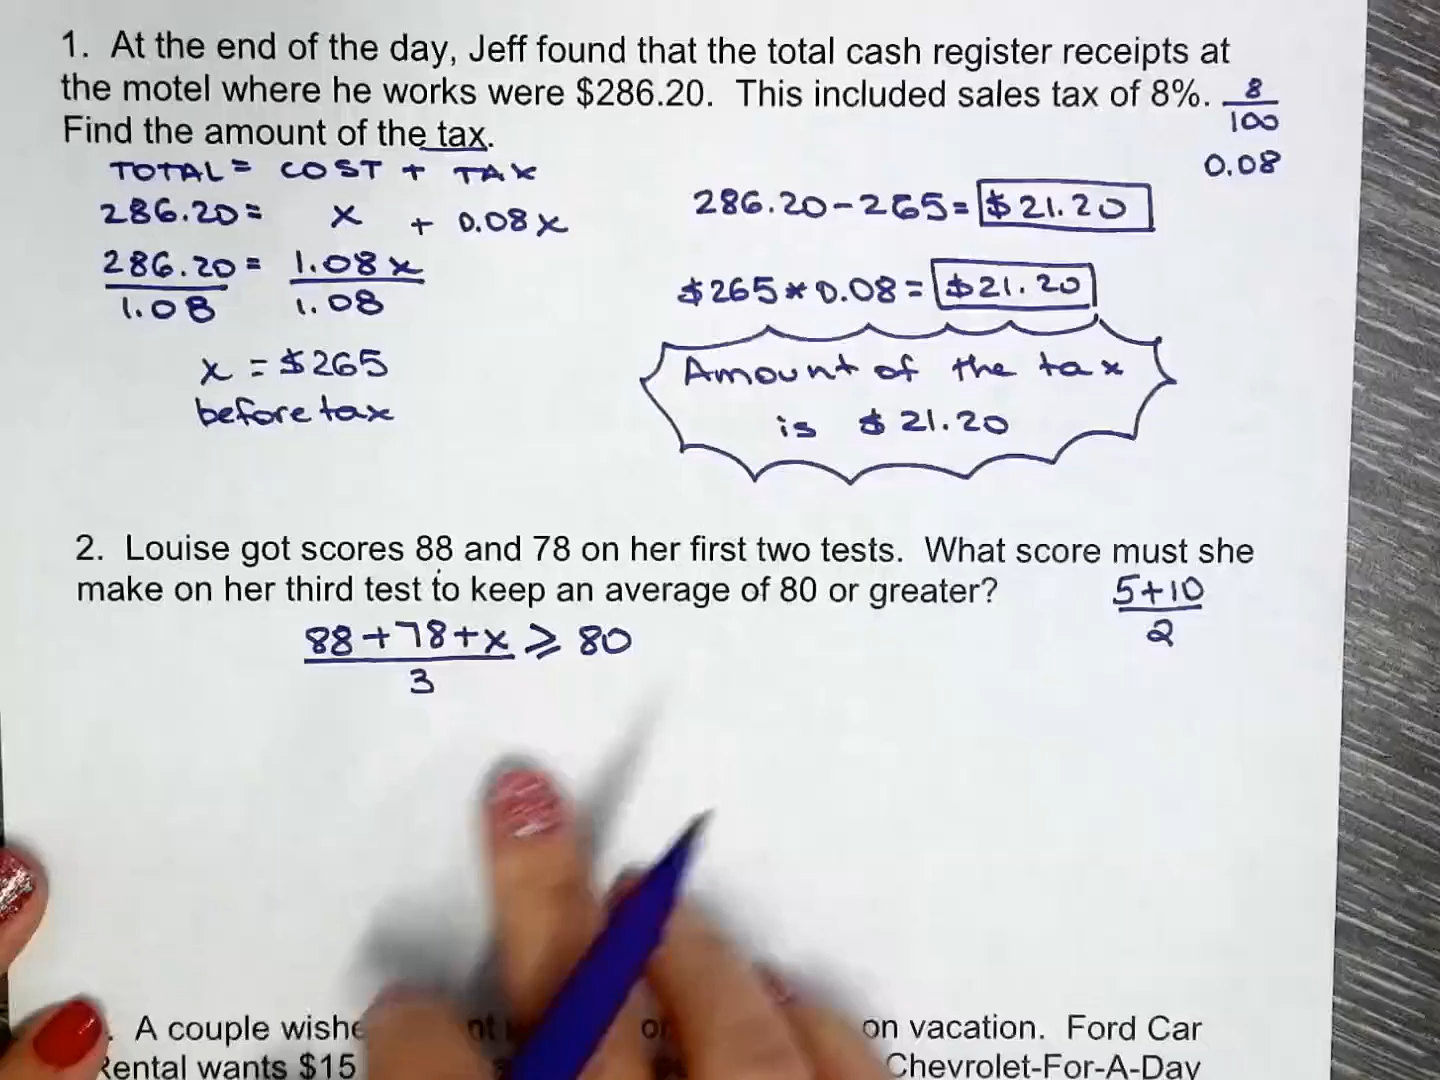 1. At the end of the day, Jeff found that the total cash register receipts at
the motel where he works were $286.20. This included sales tax of 8%.
Find the amount of the tax.
8
100
0.08
TOTAL = COST + TAX
286.20 = x + 0.08x
286.20 = 1.08x
1.08 1.08
x = $265
before tax
286.20 - 265 = $21.20
$265 * 0.08 = $21.20
Amount of the tax
is $21.20
2. Louise got scores 88 and 78 on her first two tests. What score must she
make on her third test to keep an average of 80 or greater?
5+10
2
88 + 78 + x ≥ 80
3
A couple on vacation. Ford Car
Rental wants $15 Chevrolet-For-A-Day